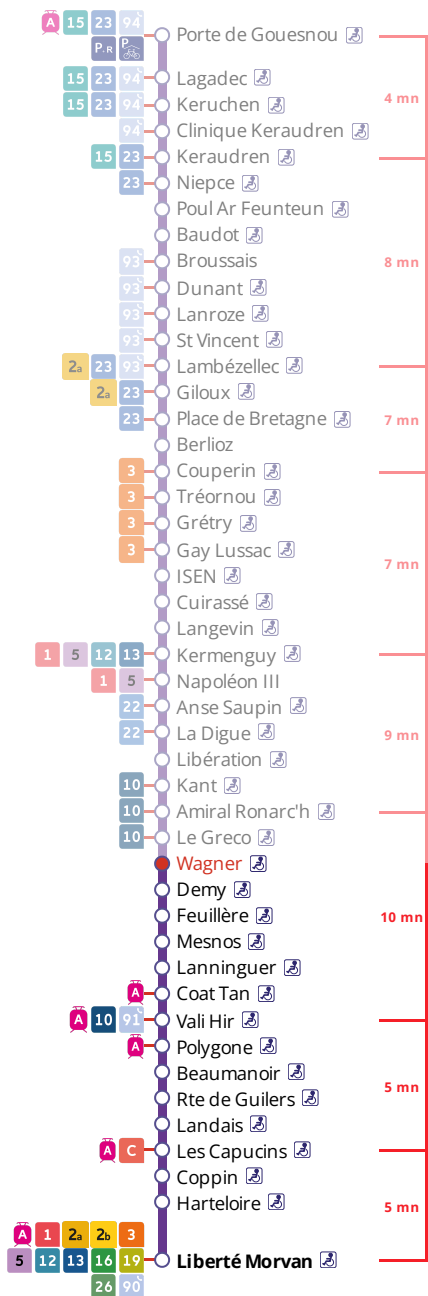 A 15 23 94 Porte de Gouesnou
P+R P
15 23 94 Lagadec
15 23 94 Keruchen
4 mn
94 Clinique Keraudren
15 23 Keraudren
23 Niepce
Poul Ar Feunteun
Baudot
93 Broussais
8 mn
93 Dunant
93 Lanroze
93 St Vincent
2a 23 93 Lambézellec
2a 23 Giloux
23 Place de Bretagne
7 mn
Berlioz
3 Couperin
3 Tréornou
3 Grétry
3 Gay Lussac
7 mn
ISEN
Cuirassé
Langevin
1 5 12 13 Kermenguy
1 5 Napoléon III
22 Anse Saupin
22 La Digue
9 mn
Libération
10 Kant
10 Amiral Ronarc'h
10 Le Greco
Wagner
Demy
Feuillère
10 mn
Mesnos
Lanninguer
A Coat Tan
A 10 91 Vali Hir
A Polygone
Beaumanoir
5 mn
Rte de Guilers
Landais
A C Les Capucins
Coppin
Harteloire
5 mn
A 1 2a 2b 3
5 12 13 16 19 Liberté Morvan
26 90